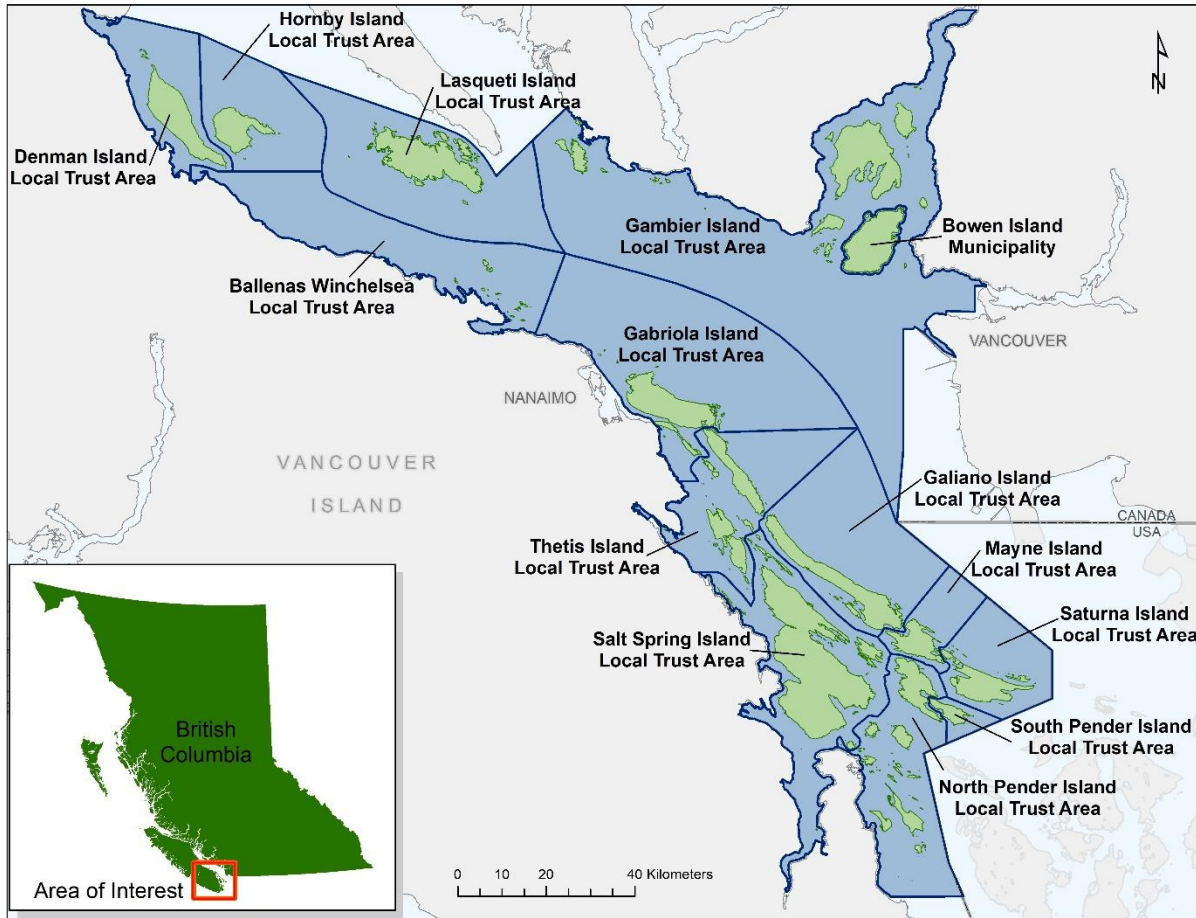 Hornby Island
Local Trust Area
Lasqueti Island
Local Trust Area
N
Denman Island
Local Trust Area
Gambier Island
Local Trust Area
Bowen Island
Municipality
Ballenas Winchelsea
Local Trust Area
Gabriola Island
Local Trust Area
VANCOUVER
NANAIMO
VANCOUVER
ISLAND
Galiano Island
Local Trust Area
CANADA
USA
Thetis Island
Local Trust Area
Mayne Island
Local Trust Area
Saturna Island
Local Trust Area
Salt Spring Island
Local Trust Area
South Pender Island
Local Trust Area
North Pender Island
Local Trust Area
British
Columbia
Area of Interest
0 10 20 40 Kilometers